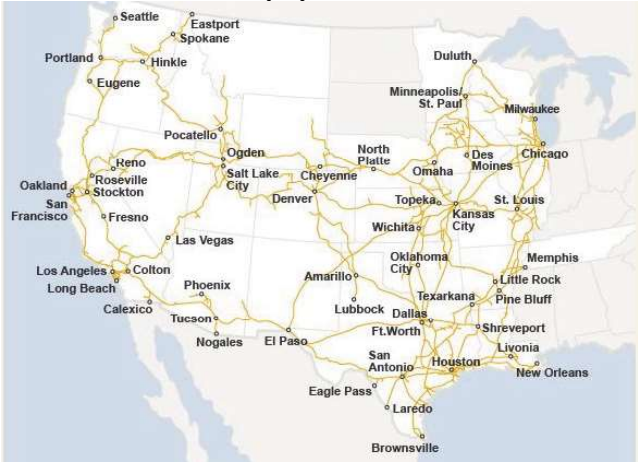 Seattle
Eastport
Spokane
Portland
Hinkle
Eugene
Duluth
Minneapolis/
St. Paul
Milwaukee
Pocatello
Ogden
Reno
Roseville
Oakland
Stockton
San
Francisco
Fresno
Salt Lake
City
Cheyenne
North
Platte
Omaha
Des
Moines
Chicago
Denver
Topeka
Kansas
City
St. Louis
Wichita
Las Vegas
Los Angeles
Colton
Long Beach
Calexico
Phoenix
Tucson
Nogales
El Paso
Amarillo
Lubbock
Oklahoma
City
Memphis
Little Rock
Pine Bluff
Texarkana
Dallas
Ft.Worth
Shreveport
Livonia
New Orleans
San
Antonio
Houston
Eagle Pass
Laredo
Brownsville